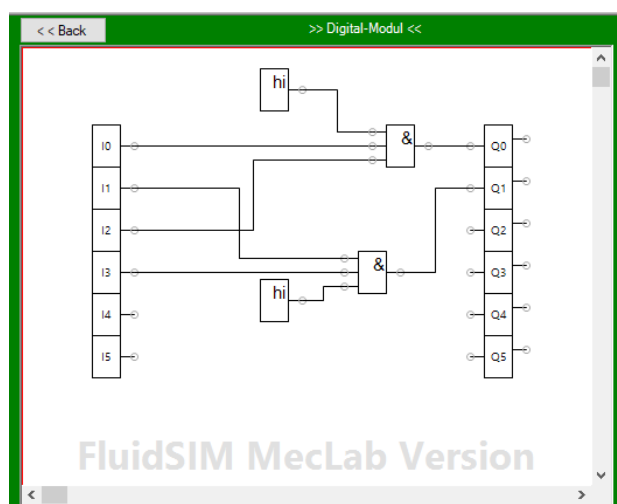 << Back
>> Digital-Modul <<
hi
&
I0
Q0
I1
Q1
I2
Q2
&
I3
Q3
hi
I4
Q4
I5
Q5
FluidSIM MecLab Version